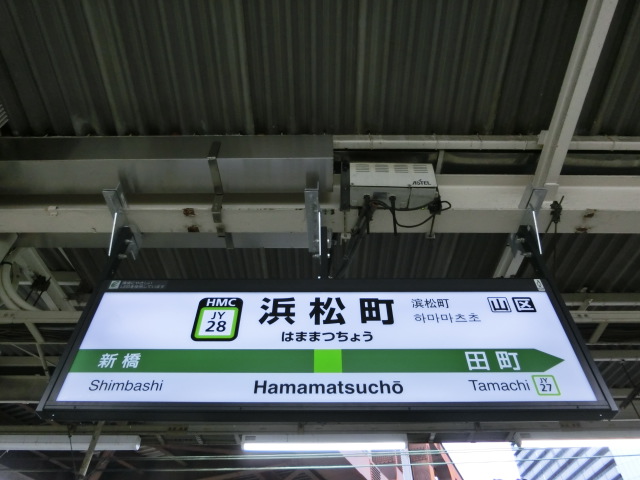 ASTEL
HMC
JY
28
浜松町
はままつちょう
滨松町
하마마츠초
山 区
新橋
田町
Shimbashi
Hamamatsuchō
Tamachi
JY
27